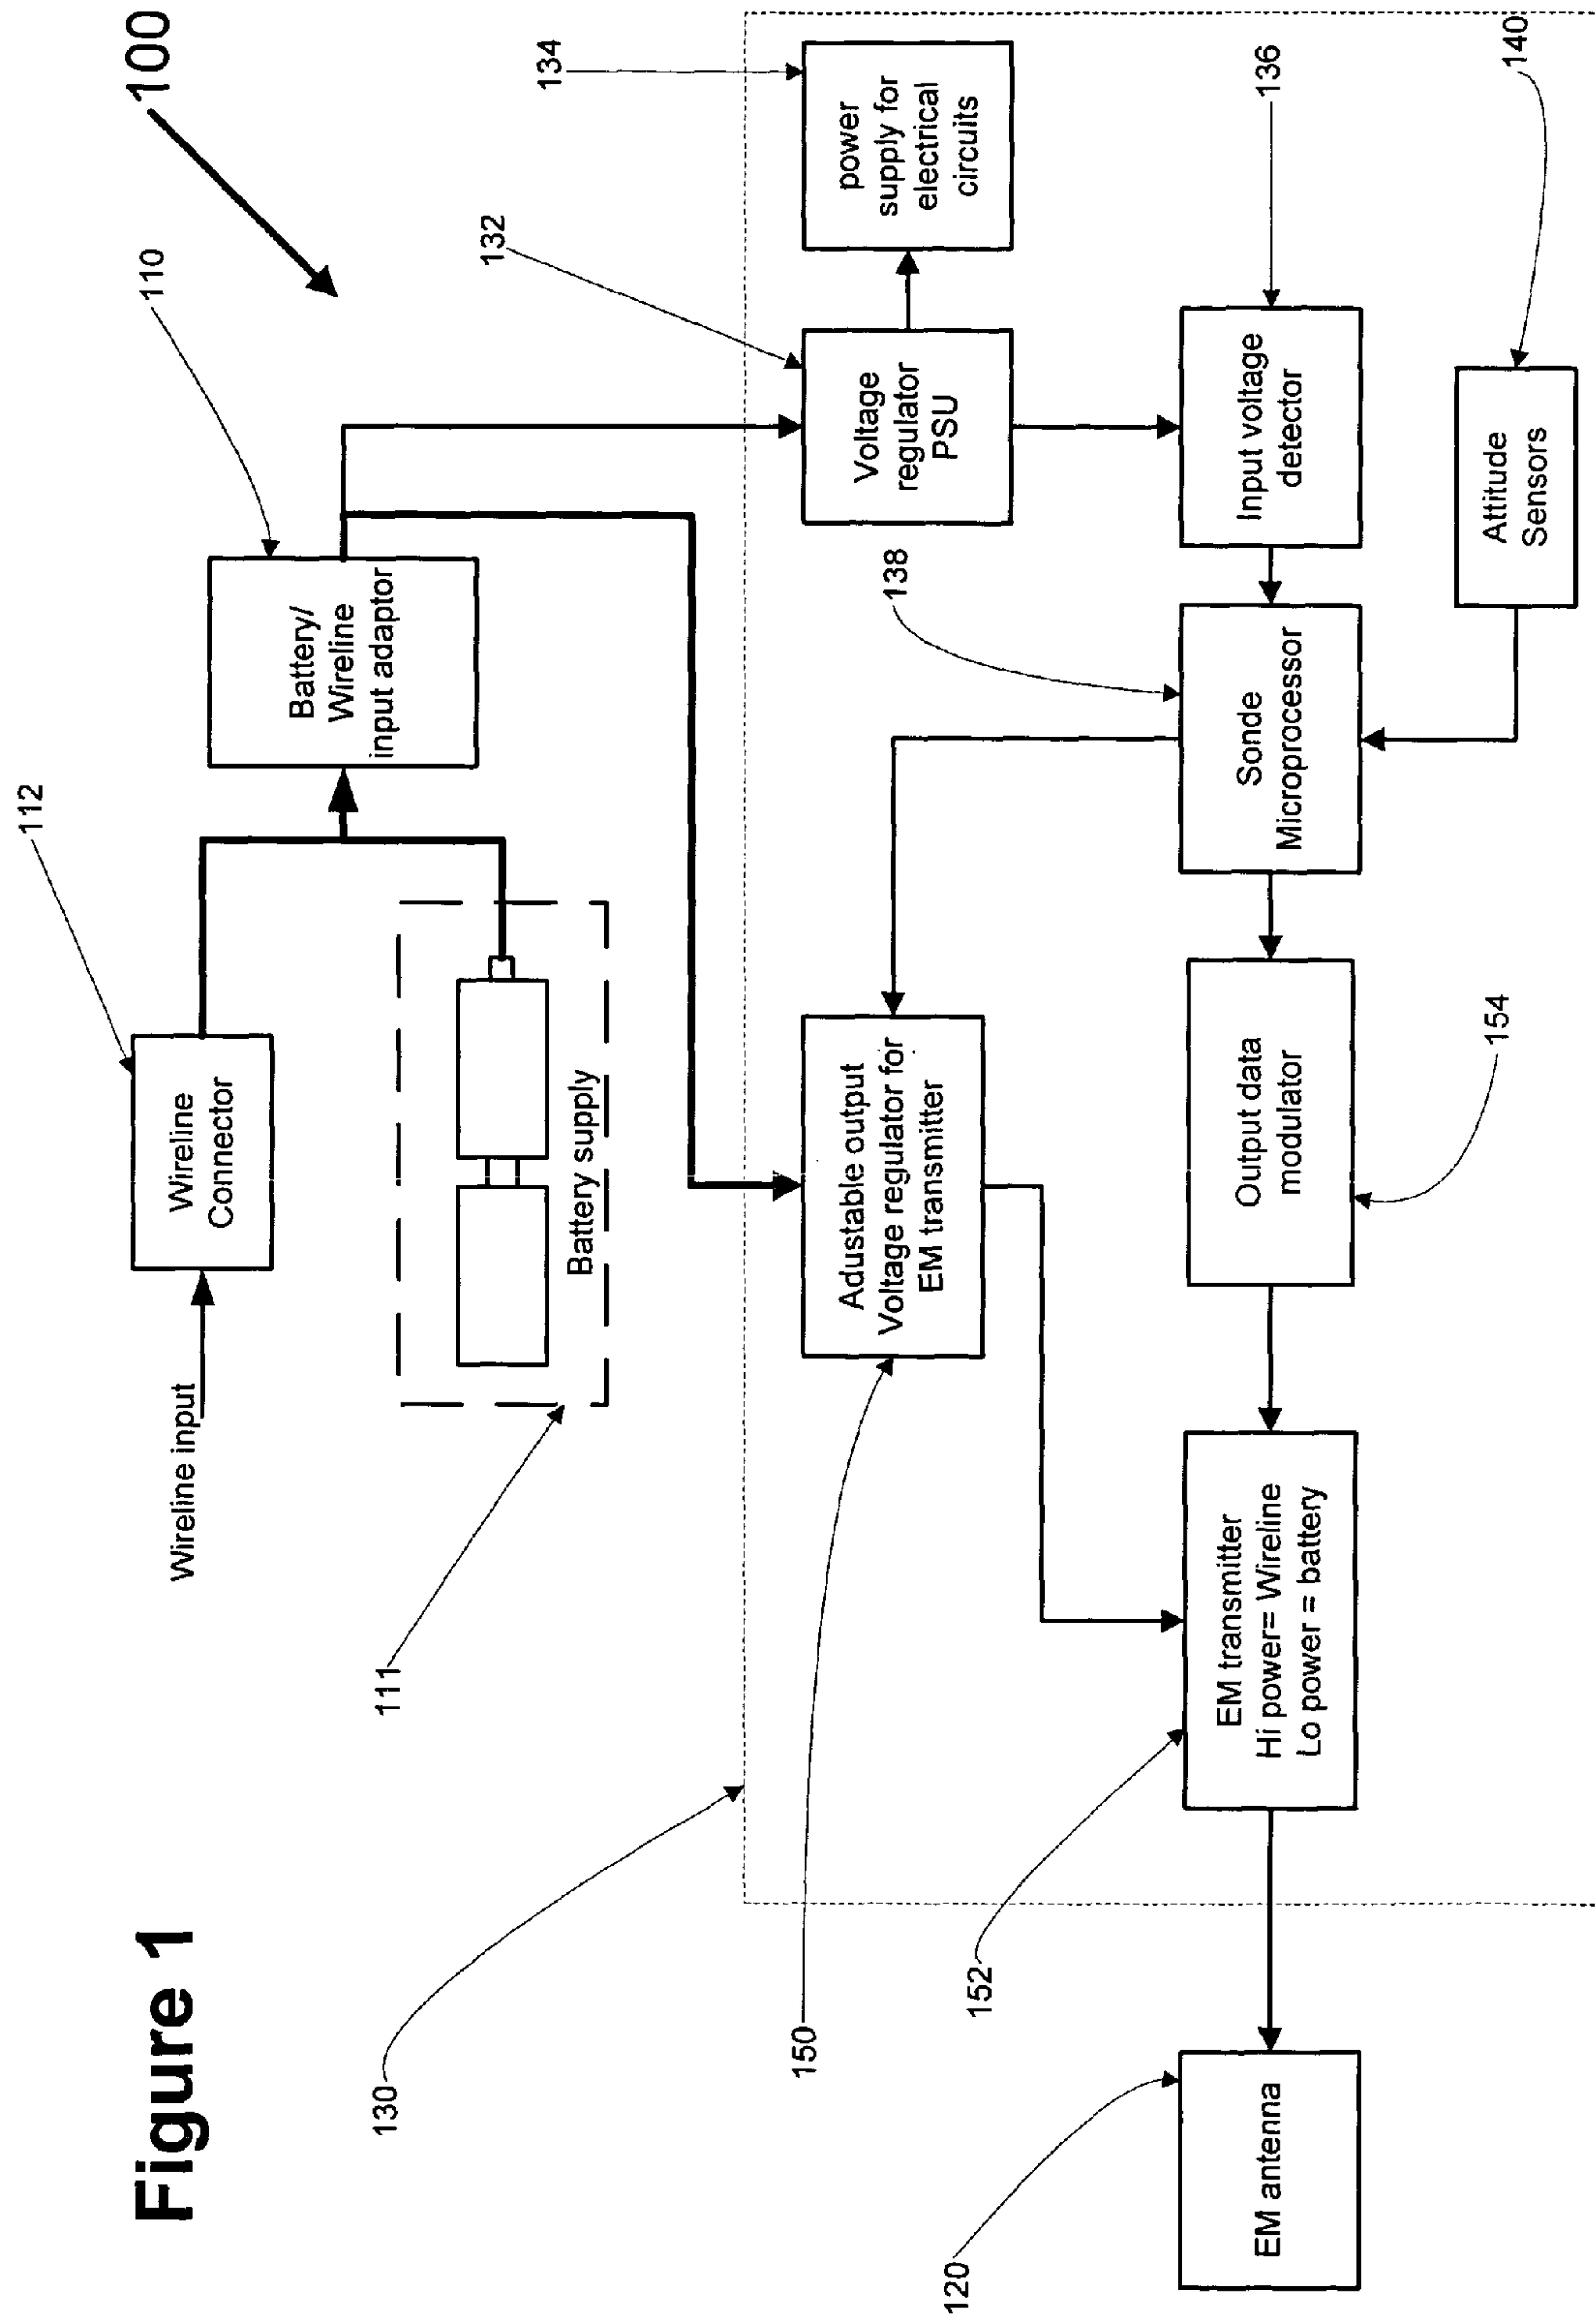 Figure 1
100
Wireline input
112
Wireline
Connector
110
Battery/
Wireline
input adaptor
111
Battery supply
130
132
Voltage
regulator
PSU
134
power
supply for
electrical
circuits
150
Adustable output
Voltage regulator for
EM transmitter
138
Sonde
Microprocessor
136
Input voltage
detector
140
Attitude
Sensors
154
Output data
modulator
152
EM transmitter
Hi power= Wireline
Lo power = battery
120
EM antenna